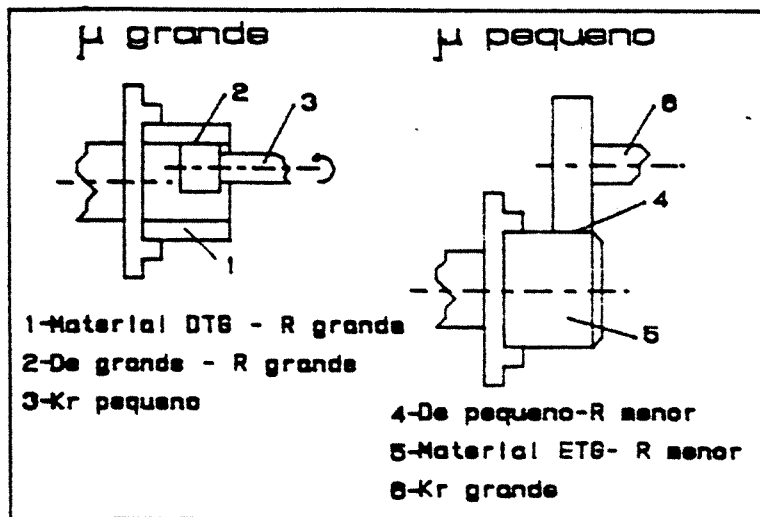 μ grande
μ pequeno
2
3
1
6
4
5
1-Material DTG - R grande
2-De grande - R grande
3-Kr pequeno
4-De pequeno-R menor
5-Material ETG- R menor
6-Kr grande